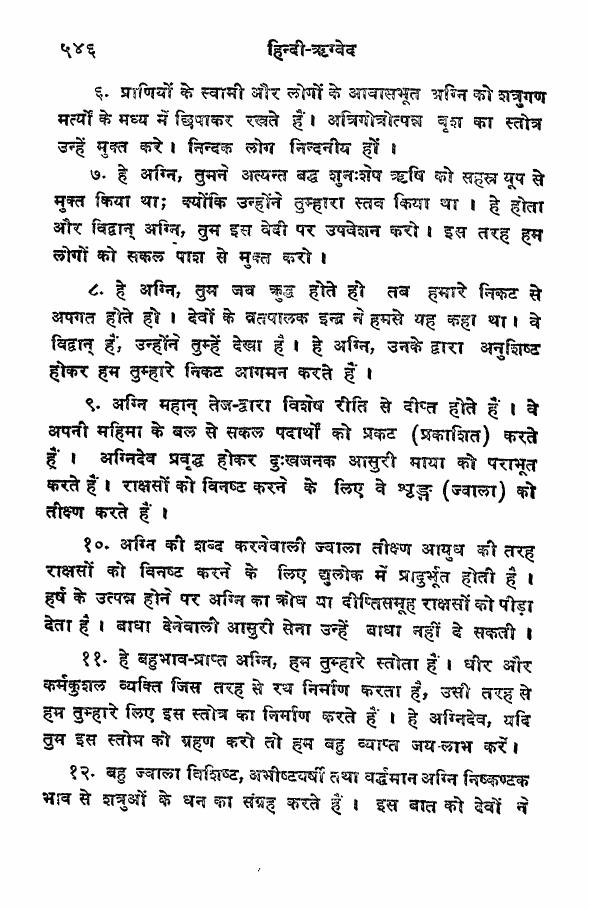 ५४६ हिन्दी-ऋग्वेद
६. प्राणियों के स्वामी और लोगों के आवासभूत अग्नि को शत्रुगण
मर्त्यों के मध्य में छिपाकर रखते हैं। अत्रिगोत्रोत्पन्न वृश का स्तोत्र
उन्हें मुक्त करे। निन्दक लोग निन्दनीय हों ।
७. हे अग्नि, तुमने अत्यन्त बद्ध शुनःशेप ऋषि को सहस्र यूप से
मुक्त किया था; क्योंकि उन्होंने तुम्हारा स्तव किया था । हे होता
और विद्वान् अग्नि, तुम इस वेदी पर उपवेशन करो। इस तरह हम
लोगों को सकल पाश से मुक्त करो ।
८. हे अग्नि, तुम जब क्रुद्ध होते हो तब हमारे निकट से
अपगत होते हो । देवों के व्रतपालक इन्द्र ने हमसे यह कहा था। वे
विद्वान् हैं, उन्होंने तुम्हें देखा है। हे अग्नि, उनके द्वारा अनुशिष्ट
होकर हम तुम्हारे निकट आगमन करते हैं ।
९. अग्नि महान् तेज-द्वारा विशेष रीति से दीप्त होते हैं । वे
अपनी महिमा के बल से सकल पदार्थों को प्रकट (प्रकाशित) करते
हैं । अग्निदेव प्रवृद्ध होकर दुःखजनक आसुरी माया को पराभूत
करते हैं। राक्षसों को विनष्ट करने के लिए वे शृङ्ग (ज्वाला) को
तीक्ष्ण करते हैं ।
१०. अग्नि की शब्द करनेवाली ज्वाला तीक्ष्ण आयुध की तरह
राक्षसों को विनष्ट करने के लिए द्युलोक में प्रादुर्भूत होती है ।
हर्ष के उत्पन्न होने पर अग्नि का क्रोध या दीप्तिसमूह राक्षसों को पीड़ा
देता है । बाधा देनेवाली आसुरी सेना उन्हें बाधा नहीं दे सकती ।
११. हे बहुभाव-प्राप्त अग्नि, हम तुम्हारे स्तोता हैं । धीर और
कर्मकुशल व्यक्ति जिस तरह से रथ निर्माण करता है, उसी तरह से
हम तुम्हारे लिए इस स्तोत्र का निर्माण करते हैं । हे अग्निदेव, यदि
तुम इस स्तोम को ग्रहण करो तो हम बहु व्याप्त जय-लाभ करें।
१२. बहु ज्वाला विशिष्ट, अभीष्टवर्षी तथा वर्द्धमान अग्नि निष्कण्टक
भाव से शत्रुओं के धन का संग्रह करते हैं । इस बात को देवों ने